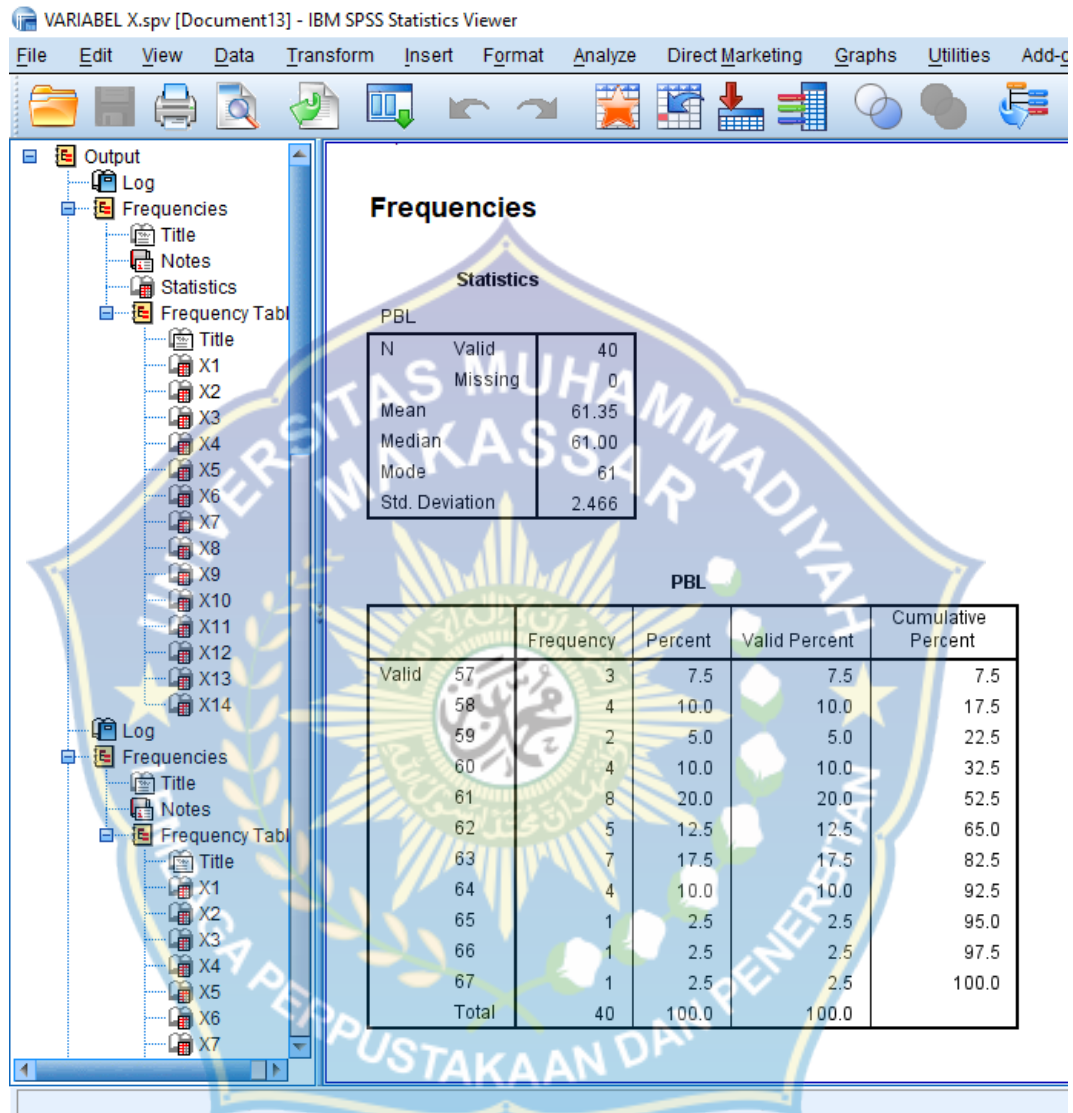 VARIABEL X.spv [Document13] - IBM SPSS Statistics Viewer
File Edit View Data Transform Insert Format Analyze Direct Marketing Graphs Utilities Add-o
Output
Log
Frequencies
Title
Notes
Statistics
Frequency Tabl
Title
X1
X2
X3
X4
X5
X6
X7
X8
X9
X10
X11
X12
X13
X14
Log
Frequencies
Title
Notes
Frequency Tabl
Title
X1
X2
X3
X4
X5
X6
X7
Frequencies
Statistics
PBL
N Valid 40
Missing 0
Mean 61.35
Median 61.00
Mode 61
Std. Deviation 2.466
PBL
Frequency Percent Valid Percent Cumulative Percent
Valid 57 3 7.5 7.5 7.5
58 4 10.0 10.0 17.5
59 2 5.0 5.0 22.5
60 4 10.0 10.0 32.5
61 8 20.0 20.0 52.5
62 5 12.5 12.5 65.0
63 7 17.5 17.5 82.5
64 4 10.0 10.0 92.5
65 1 2.5 2.5 95.0
66 1 2.5 2.5 97.5
67 1 2.5 2.5 100.0
Total 40 100.0 100.0
UNIVERSITAS MUHAMMADIYAH
MAKASSAR
LEMBAGA PERPUSTAKAAN DAN PENERBITAN